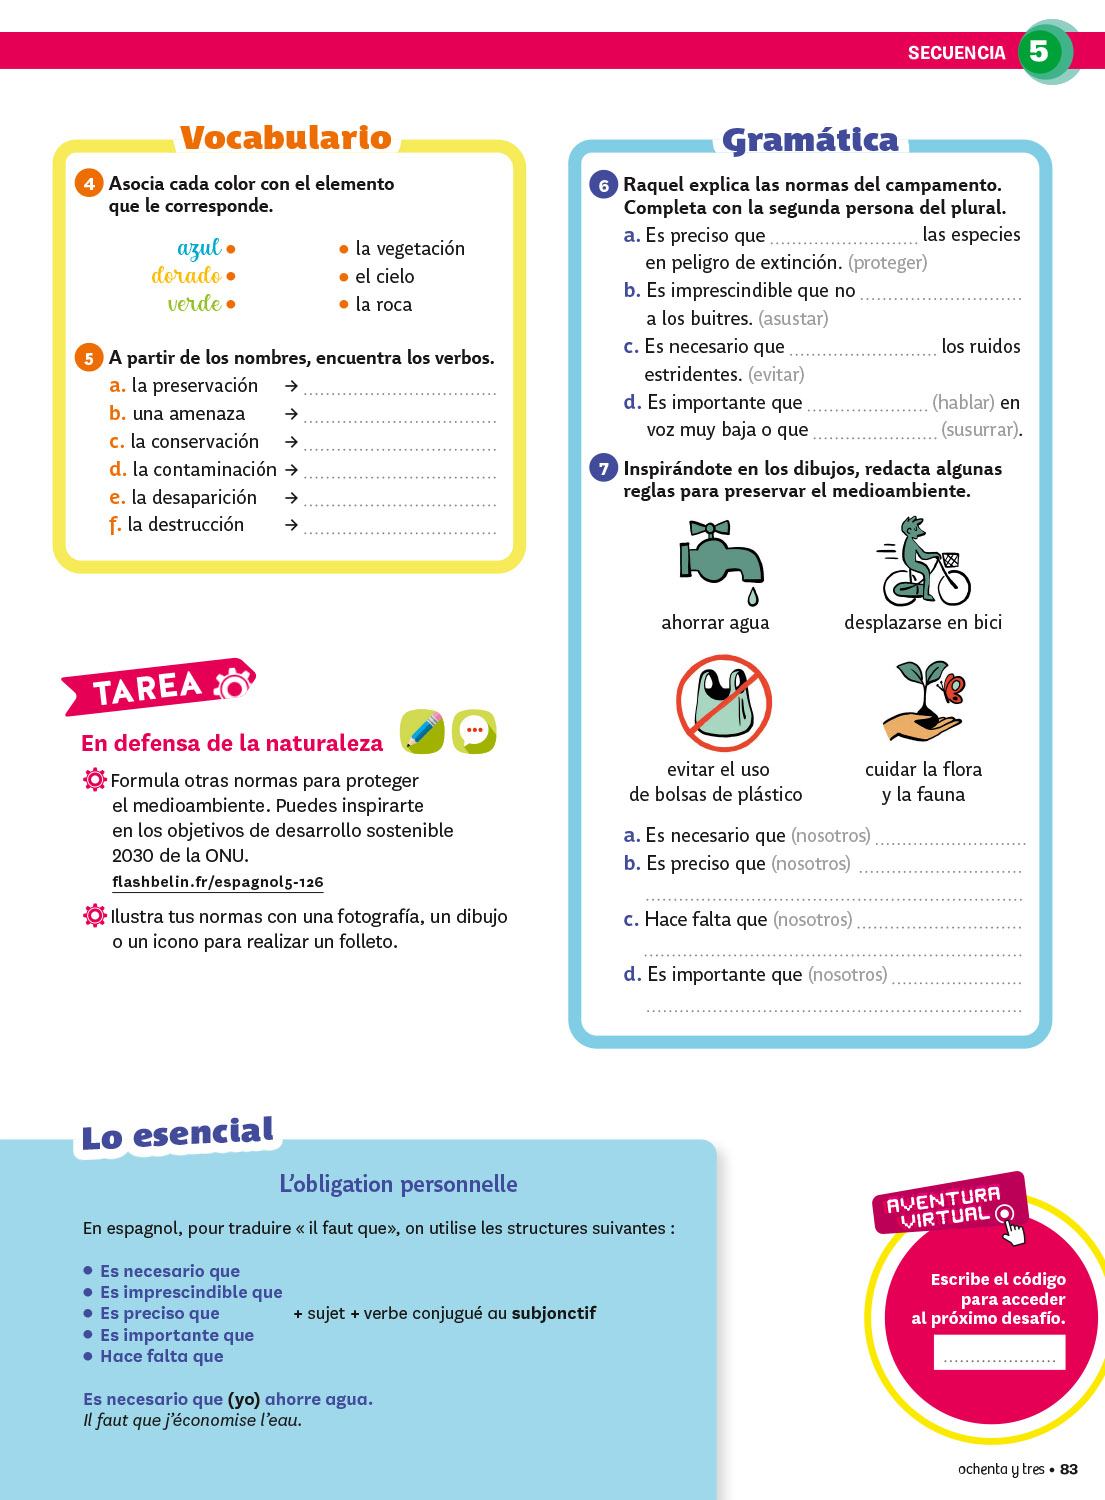 SECUENCIA 5
Vocabulario
4 Asocia cada color con el elemento
que le corresponde.
azul • • la vegetación
dorado • • el cielo
verde • • la roca
5 A partir de los nombres, encuentra los verbos.
a. la preservación → ....................
b. una amenaza → ....................
c. la conservación → ....................
d. la contaminación → ....................
e. la desaparición → ....................
f. la destrucción → ....................
TAREA
En defensa de la naturaleza
Formula otras normas para proteger
el medioambiente. Puedes inspirarte
en los objetivos de desarrollo sostenible
2030 de la ONU.
flashbelin.fr/espagnol5-126
Ilustra tus normas con una fotografía, un dibujo
o un icono para realizar un folleto.
Gramática
6 Raquel explica las normas del campamento.
Completa con la segunda persona del plural.
a. Es preciso que .................... las especies
en peligro de extinción. (proteger)
b. Es imprescindible que no ....................
a los buitres. (asustar)
c. Es necesario que .................... los ruidos
estridentes. (evitar)
d. Es importante que .................... (hablar) en
voz muy baja o que .................... (susurrar).
7 Inspirándote en los dibujos, redacta algunas
reglas para preservar el medioambiente.
ahorrar agua
desplazarse en bici
evitar el uso
de bolsas de plástico
cuidar la flora
y la fauna
a. Es necesario que (nosotros) ....................
b. Es preciso que (nosotros) ....................
....................
c. Hace falta que (nosotros) ....................
....................
d. Es importante que (nosotros) ....................
....................
Lo esencial
L'obligation personnelle
En espagnol, pour traduire « il faut que», on utilise les structures suivantes :
• Es necesario que
• Es imprescindible que
• Es preciso que + sujet + verbe conjugué au subjonctif
• Es importante que
• Hace falta que
Es necesario que (yo) ahorre agua.
Il faut que j'économise l'eau.
AVENTURA
VIRTUAL
Escribe el código
para acceder
al próximo desafío.
....................
ochenta y tres • 83